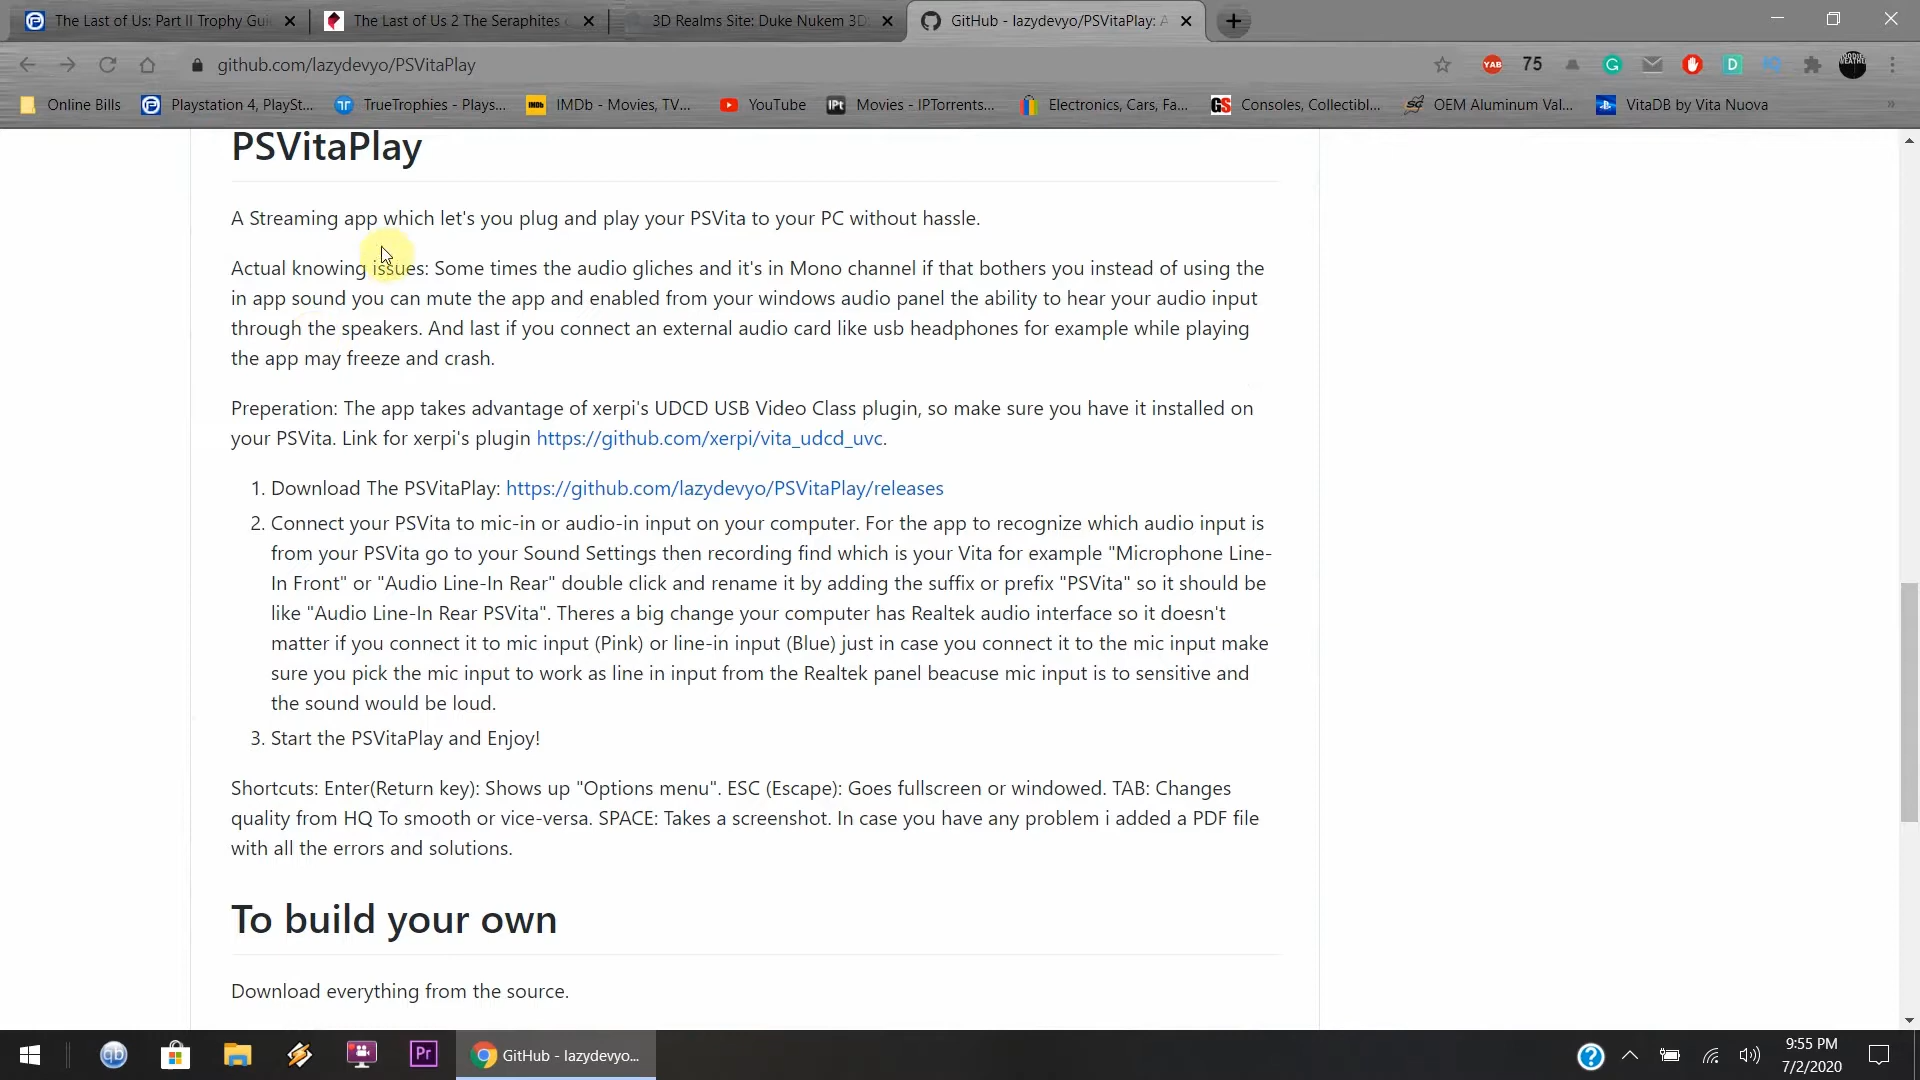 The Last of Us: Part II Trophy Gui
The Last of Us 2 The Seraphites
3D Realms Site: Duke Nukem 3D
GitHub - lazydevyo/PSVitaPlay: A
github.com/lazydevyo/PSVitaPlay
YAB
75
Online Bills
Playstation 4, PlaySt...
TrueTrophies - Plays...
IMDb - Movies, TV...
YouTube
Movies - IPTorrents...
Electronics, Cars, Fa...
Consoles, Collectibl...
OEM Aluminum Val...
VitaDB by Vita Nuova
PSVitaPlay
A Streaming app which let's you plug and play your PSVita to your PC without hassle.
Actual knowing issues: Some times the audio gliches and it's in Mono channel if that bothers you instead of using the
in app sound you can mute the app and enabled from your windows audio panel the ability to hear your audio input
through the speakers. And last if you connect an external audio card like usb headphones for example while playing
the app may freeze and crash.
Preperation: The app takes advantage of xerpi's UDCD USB Video Class plugin, so make sure you have it installed on
your PSVita. Link for xerpi's plugin https://github.com/xerpi/vita_udcd_uvc.
1. Download The PSVitaPlay: https://github.com/lazydevyo/PSVitaPlay/releases
2. Connect your PSVita to mic-in or audio-in input on your computer. For the app to recognize which audio input is
from your PSVita go to your Sound Settings then recording find which is your Vita for example "Microphone Line-
In Front" or "Audio Line-In Rear" double click and rename it by adding the suffix or prefix "PSVita" so it should be
like "Audio Line-In Rear PSVita". Theres a big change your computer has Realtek audio interface so it doesn't
matter if you connect it to mic input (Pink) or line-in input (Blue) just in case you connect it to the mic input make
sure you pick the mic input to work as line in input from the Realtek panel beacuse mic input is to sensitive and
the sound would be loud.
3. Start the PSVitaPlay and Enjoy!
Shortcuts: Enter(Return key): Shows up "Options menu". ESC (Escape): Goes fullscreen or windowed. TAB: Changes
quality from HQ To smooth or vice-versa. SPACE: Takes a screenshot. In case you have any problem i added a PDF file
with all the errors and solutions.
To build your own
Download everything from the source.
qb
Pr
GitHub - lazydevyo...
9:55 PM
7/2/2020